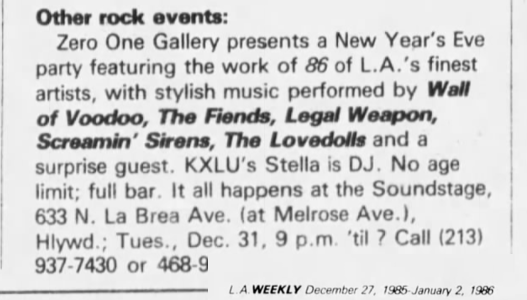 Other rock events:
Zero One Gallery presents a New Year's Eve
party featuring the work of 86 of L.A.'s finest
artists, with stylish music performed by Wall
of Voodoo, The Fiends, Legal Weapon,
Screamin' Sirens, The Lovedolls and a
surprise guest. KXLU's Stella is DJ. No age
limit; full bar. It all happens at the Soundstage,
633 N. La Brea Ave. (at Melrose Ave.),
Hlywd.; Tues., Dec. 31, 9 p.m. 'til ? Call (213)
937-7430 or 468-9
L.A. WEEKLY December 27, 1985-January 2, 1986